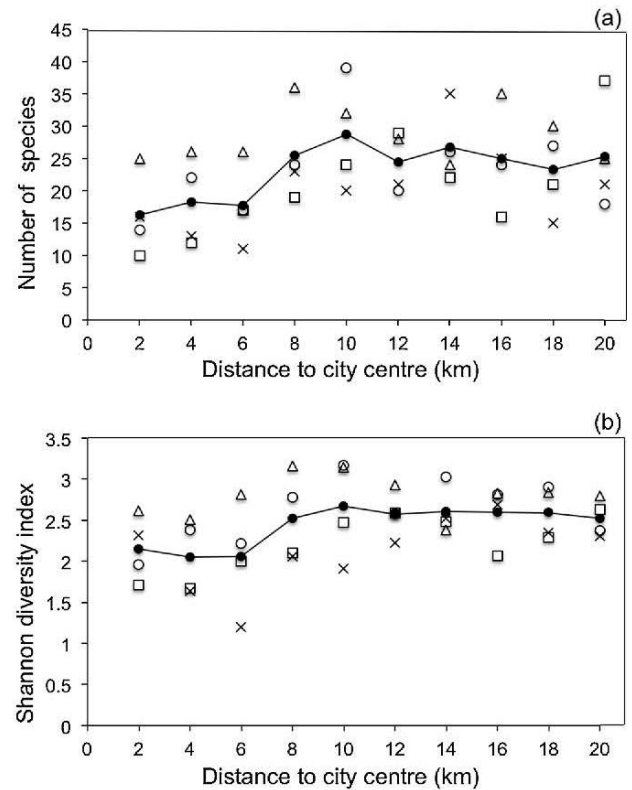 (a)
45
40
35
30
25
20
15
10
5
0
Number of species
0 2 4 6 8 10 12 14 16 18 20
Distance to city centre (km)
(b)
3.5
3
2.5
2
1.5
1
0.5
0
Shannon diversity index
0 2 4 6 8 10 12 14 16 18 20
Distance to city centre (km)